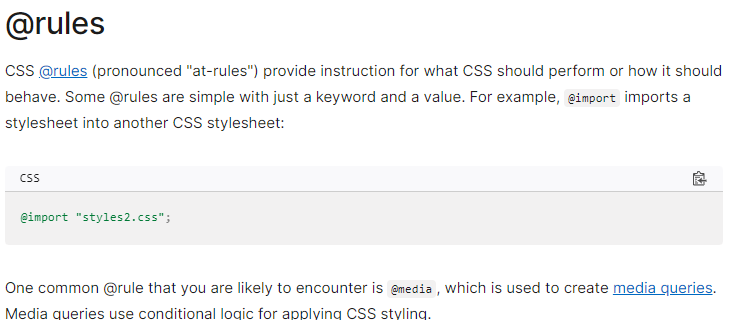 @rules
CSS @rules (pronounced "at-rules") provide instruction for what CSS should perform or how it should
behave. Some @rules are simple with just a keyword and a value. For example, @import imports a
stylesheet into another CSS stylesheet:
CSS
@import "styles2.css";
One common @rule that you are likely to encounter is @media, which is used to create media queries.
Media queries use conditional logic for applying CSS styling.